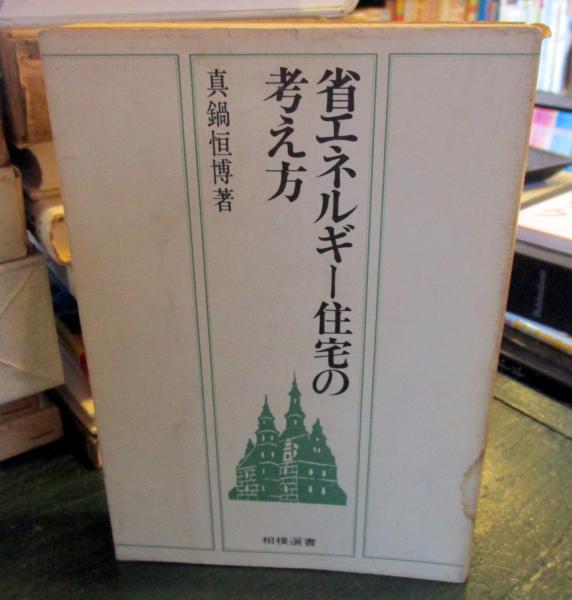 省エネルギー住宅の
考え方
真鍋恒博著
相模選書